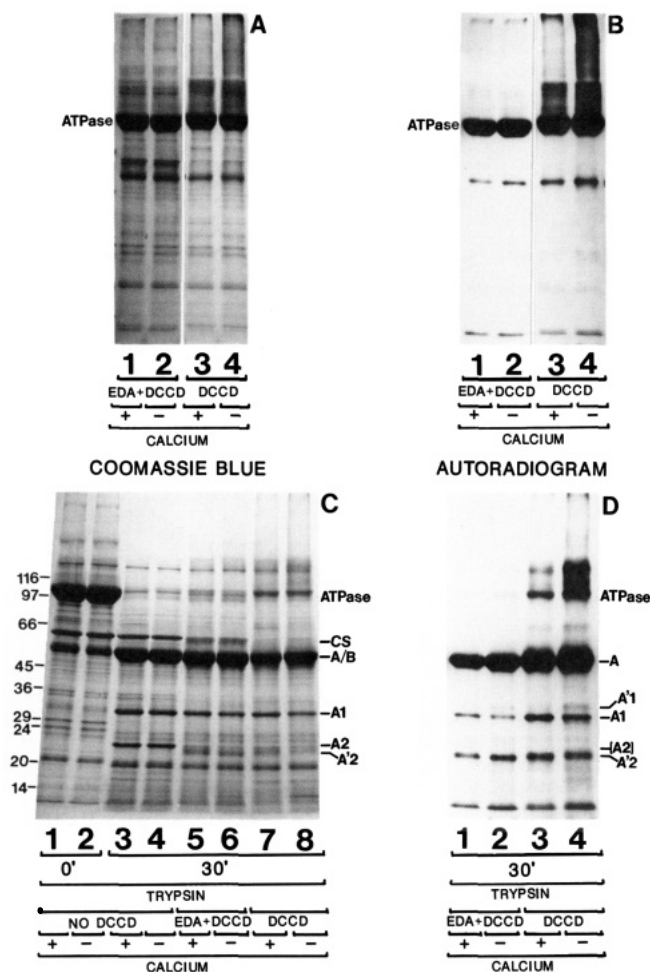 A
B
ATPase
ATPase
1 2 3 4
1 2 3 4
EDA+DCCD DCCD
EDA+DCCD DCCD
+ − + −
+ − + −
CALCIUM
CALCIUM
COOMASSIE BLUE
AUTORADIOGRAM
C
D
116
97
66
45
36
29
24
20
14
ATPase
CS
A/B
A1
A2
A'2
ATPase
A
A'1
A1
[A2]
A'2
1 2 3 4 5 6 7 8
0' 30'
TRYPSIN
NO DCCD EDA+DCCD DCCD
+ − + − + − + −
CALCIUM
1 2 3 4
30'
TRYPSIN
EDA+DCCD DCCD
+ − + −
CALCIUM